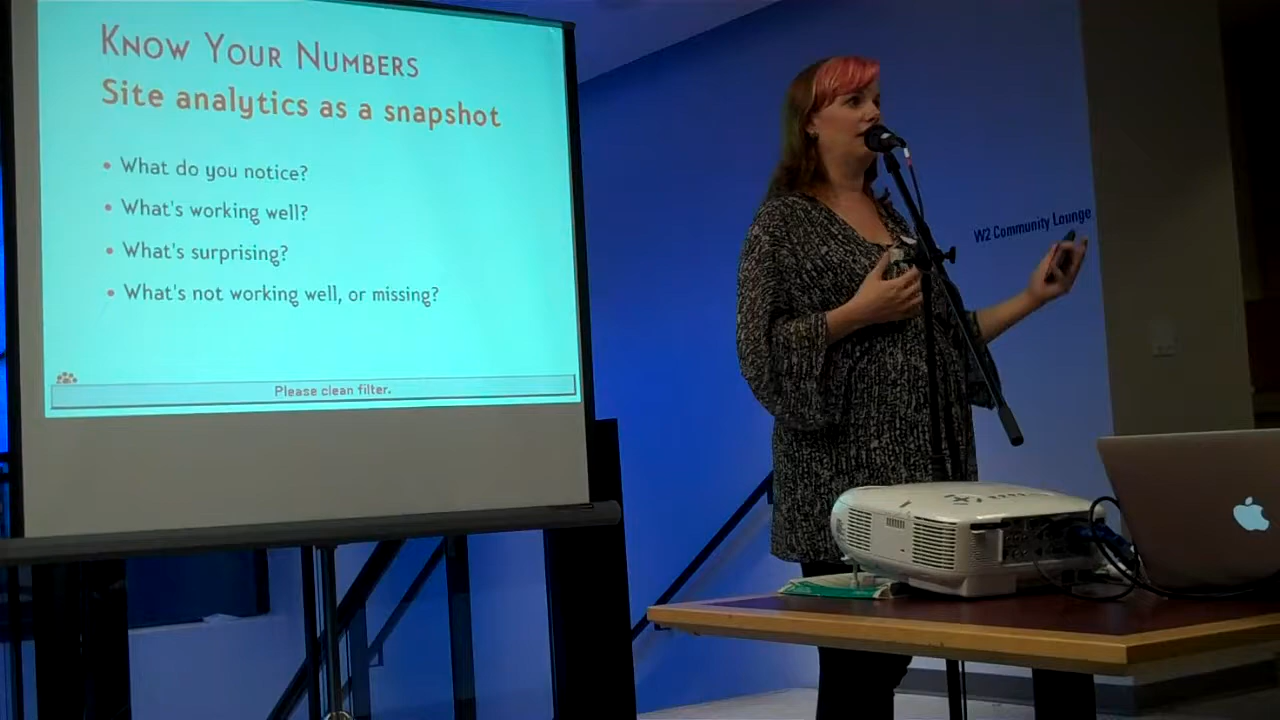 Know Your Numbers
Site analytics as a snapshot
• What do you notice?
• What's working well?
• What's surprising?
• What's not working well, or missing?
Please clean filter.
W2 Community Lounge